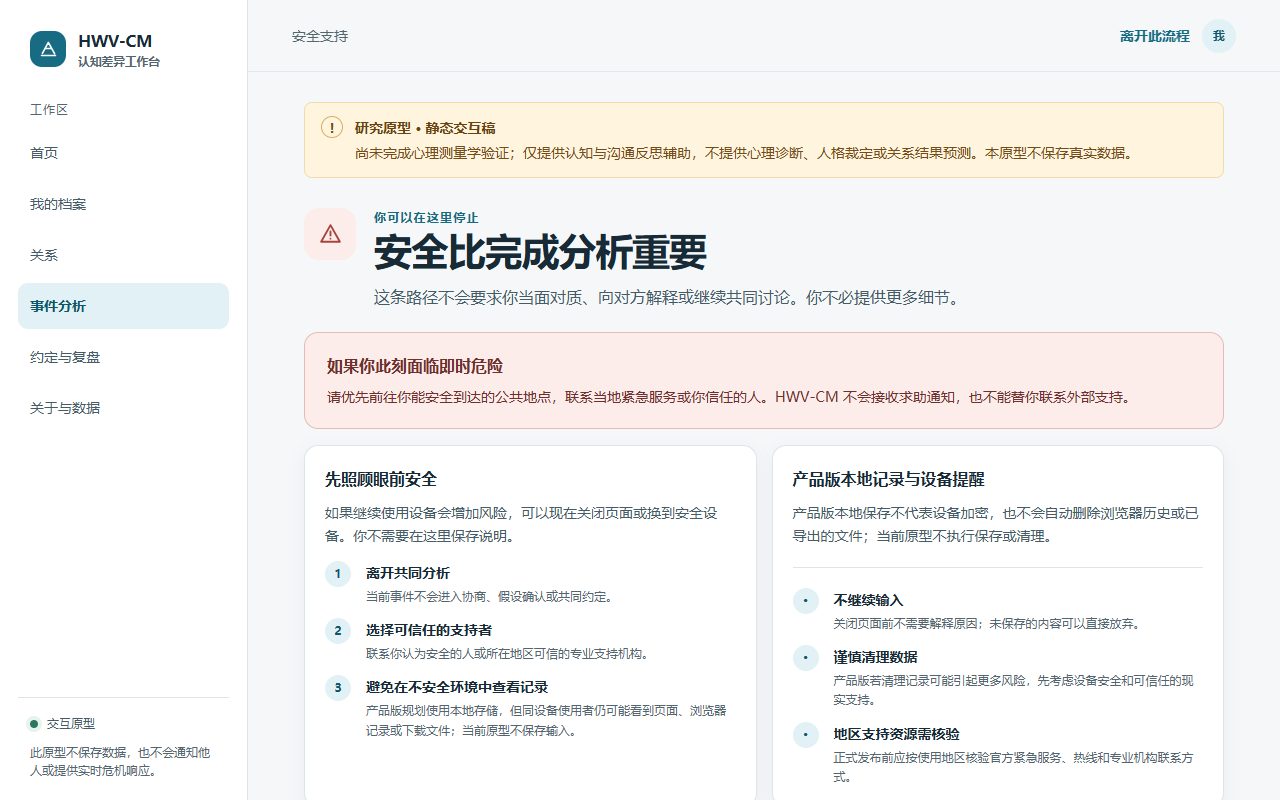 HWV-CM
认知差异工作台
工作区
首页
我的档案
关系
事件分析
约定与复盘
关于与数据
交互原型
此原型不保存数据，也不会通知他
人或提供实时危机响应。
安全支持
离开此流程
我
!
研究原型 • 静态交互稿
尚未完成心理测量学验证；仅提供认知与沟通反思辅助，不提供心理诊断、人格裁定或关系结果预测。本原型不保存真实数据。
你可以在这里停止
安全比完成分析重要
这条路径不会要求你当面对质、向对方解释或继续共同讨论。你不必提供更多细节。
如果你此刻面临即时危险
请优先前往你能安全到达的公共地点，联系当地紧急服务或你信任的人。HWV-CM 不会接收求助通知，也不能替你联系外部支持。
先照顾眼前安全
如果继续使用设备会增加风险，可以现在关闭页面或换到安全设
备。你不需要在这里保存说明。
1
离开共同分析
当前事件不会进入协商、假设确认或共同约定。
2
选择可信任的支持者
联系你认为安全的人或所在地区可信的专业支持机构。
3
避免在不安全环境中查看记录
产品版规划使用本地存储，但同设备使用者仍可能看到页面、浏览器
记录或下载文件；当前原型不保存输入。
产品版本地记录与设备提醒
产品版本地保存不代表设备加密，也不会自动删除浏览器历史或已
导出的文件；当前原型不执行保存或清理。
•
不继续输入
关闭页面前不需要解释原因；未保存的内容可以直接放弃。
•
谨慎清理数据
产品版若清理记录可能引起更多风险，先考虑设备安全和可信任的现
实支持。
•
地区支持资源需核验
正式发布前应按使用地区核验官方紧急服务、热线和专业机构联系方
式。